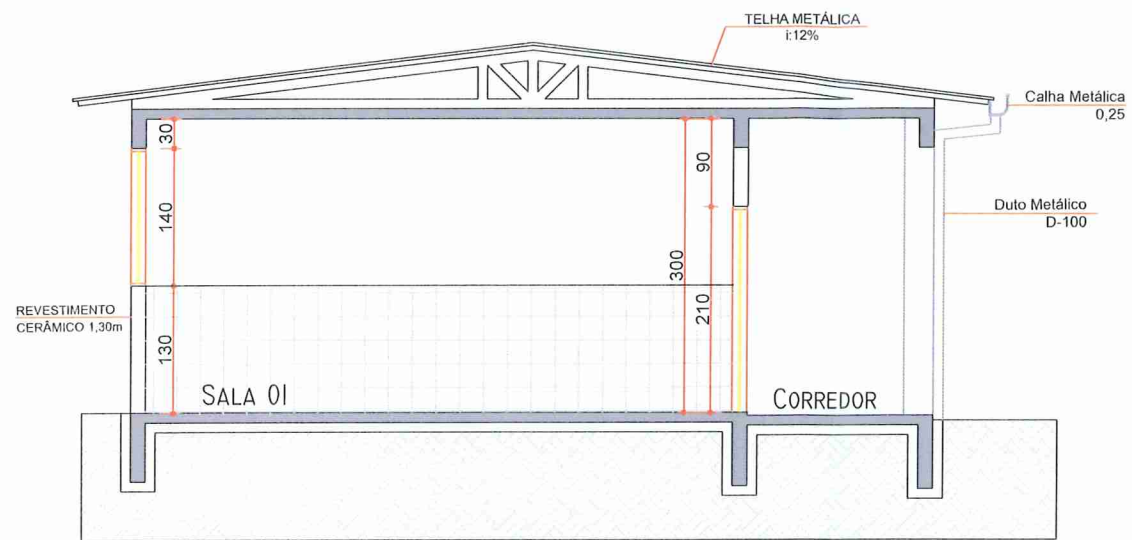 TELHA METÁLICA
i:12%
Calha Metálica
0,25
30
90
140
Duto Metálico
D-100
300
210
REVESTIMENTO
CERÂMICO 1,30m
130
SALA 01
CORREDOR